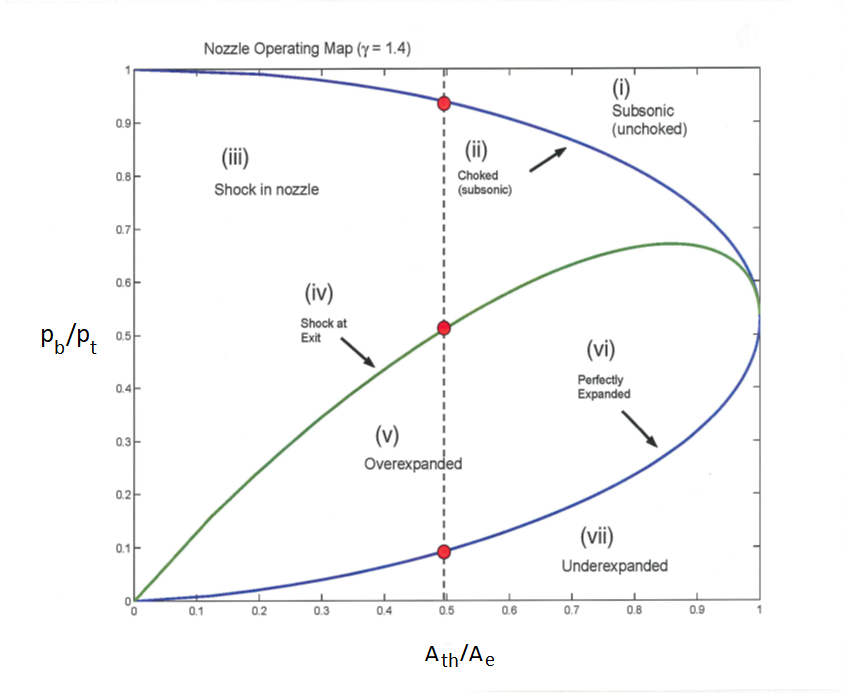 Nozzle Operating Map (γ = 1.4)
1
0.9
0.8
0.7
0.6
0.5
0.4
0.3
0.2
0.1
0
p_b/p_t
(i)
Subsonic
(unchoked)
(ii)
Choked
(subsonic)
(iii)
Shock in nozzle
(iv)
Shock at
Exit
(vi)
Perfectly
Expanded
(v)
Overexpanded
(vii)
Underexpanded
0 0.1 0.2 0.3 0.4 0.5 0.6 0.7 0.8 0.9 1
A_th/A_e